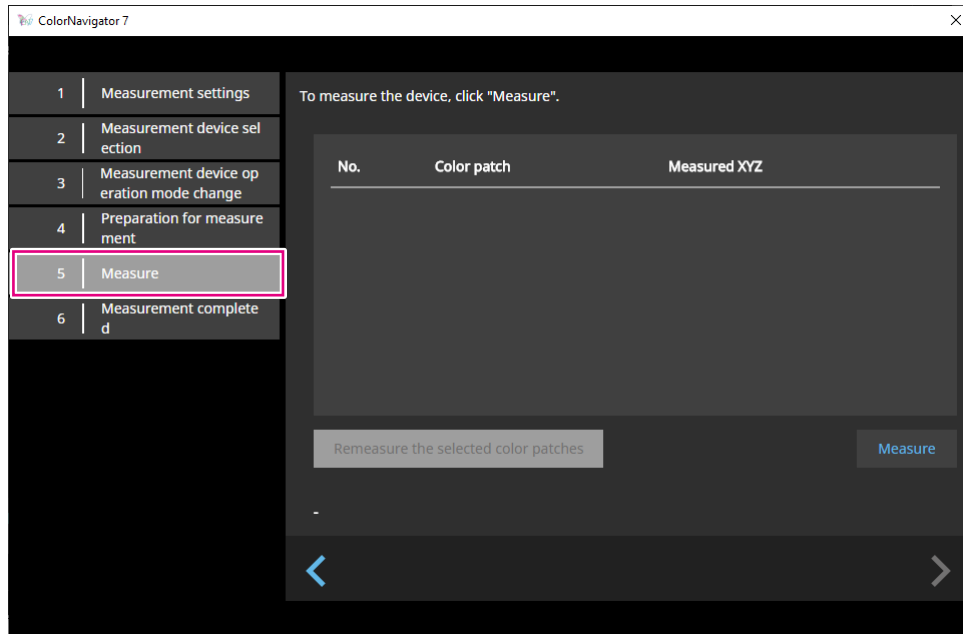 ColorNavigator 7
1 Measurement settings
2 Measurement device sel
ection
3 Measurement device op
eration mode change
4 Preparation for measure
ment
5 Measure
6 Measurement complete
d
To measure the device, click "Measure".
No. Color patch Measured XYZ
Remeasure the selected color patches Measure
-